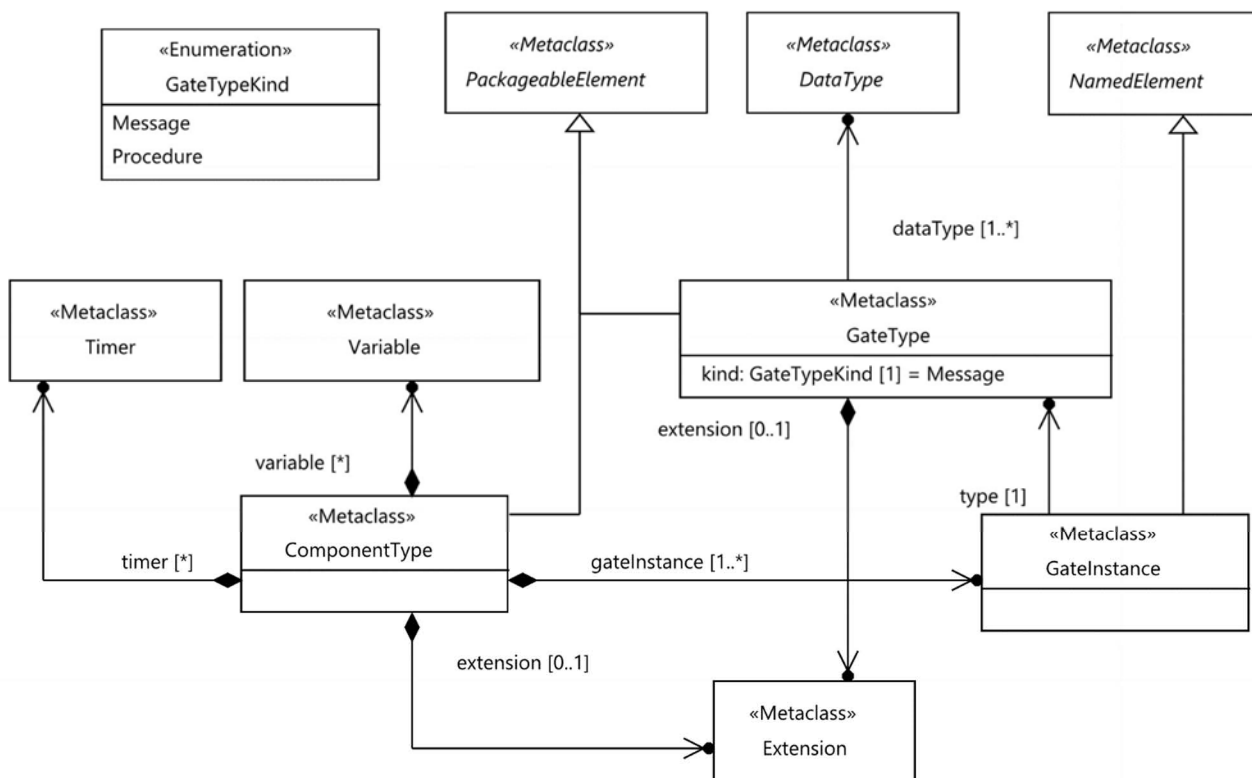 «Enumeration»
GateTypeKind
Message
Procedure
«Metaclass»
PackageableElement
«Metaclass»
DataType
«Metaclass»
NamedElement
dataType [1..*]
«Metaclass»
Timer
«Metaclass»
Variable
«Metaclass»
GateType
kind: GateTypeKind [1] = Message
extension [0..1]
variable [*]
type [1]
«Metaclass»
ComponentType
timer [*]
gateInstance [1..*]
«Metaclass»
GateInstance
extension [0..1]
«Metaclass»
Extension